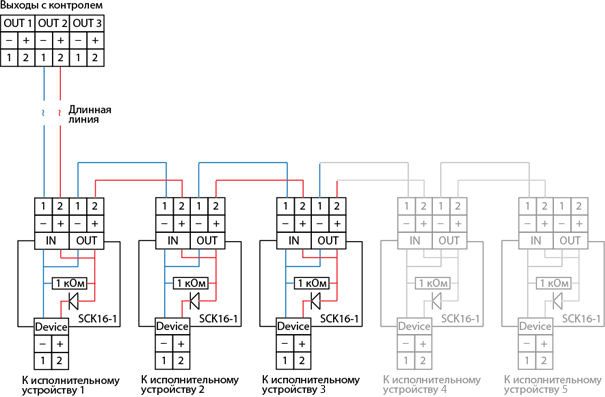 Выходы с контролем
OUT 1 OUT 2 OUT 3
– + – + – +
1 2 1 2 1 2
Длинная
линия
1 2 1 2 1 2 1 2 1 2 1 2 1 2 1 2 1 2 1 2
– + – + – + – + – + – + – + – + – + – +
IN OUT IN OUT IN OUT IN OUT IN OUT
1 кОм 1 кОм 1 кОм 1 кОм 1 кОм
SCK16-1 SCK16-1 SCK16-1 SCK16-1 SCK16-1
Device Device Device Device Device
– + – + – + – + – +
1 2 1 2 1 2 1 2 1 2
К исполнительному
устройству 1
К исполнительному
устройству 2
К исполнительному
устройству 3
К исполнительному
устройству 4
К исполнительному
устройству 5